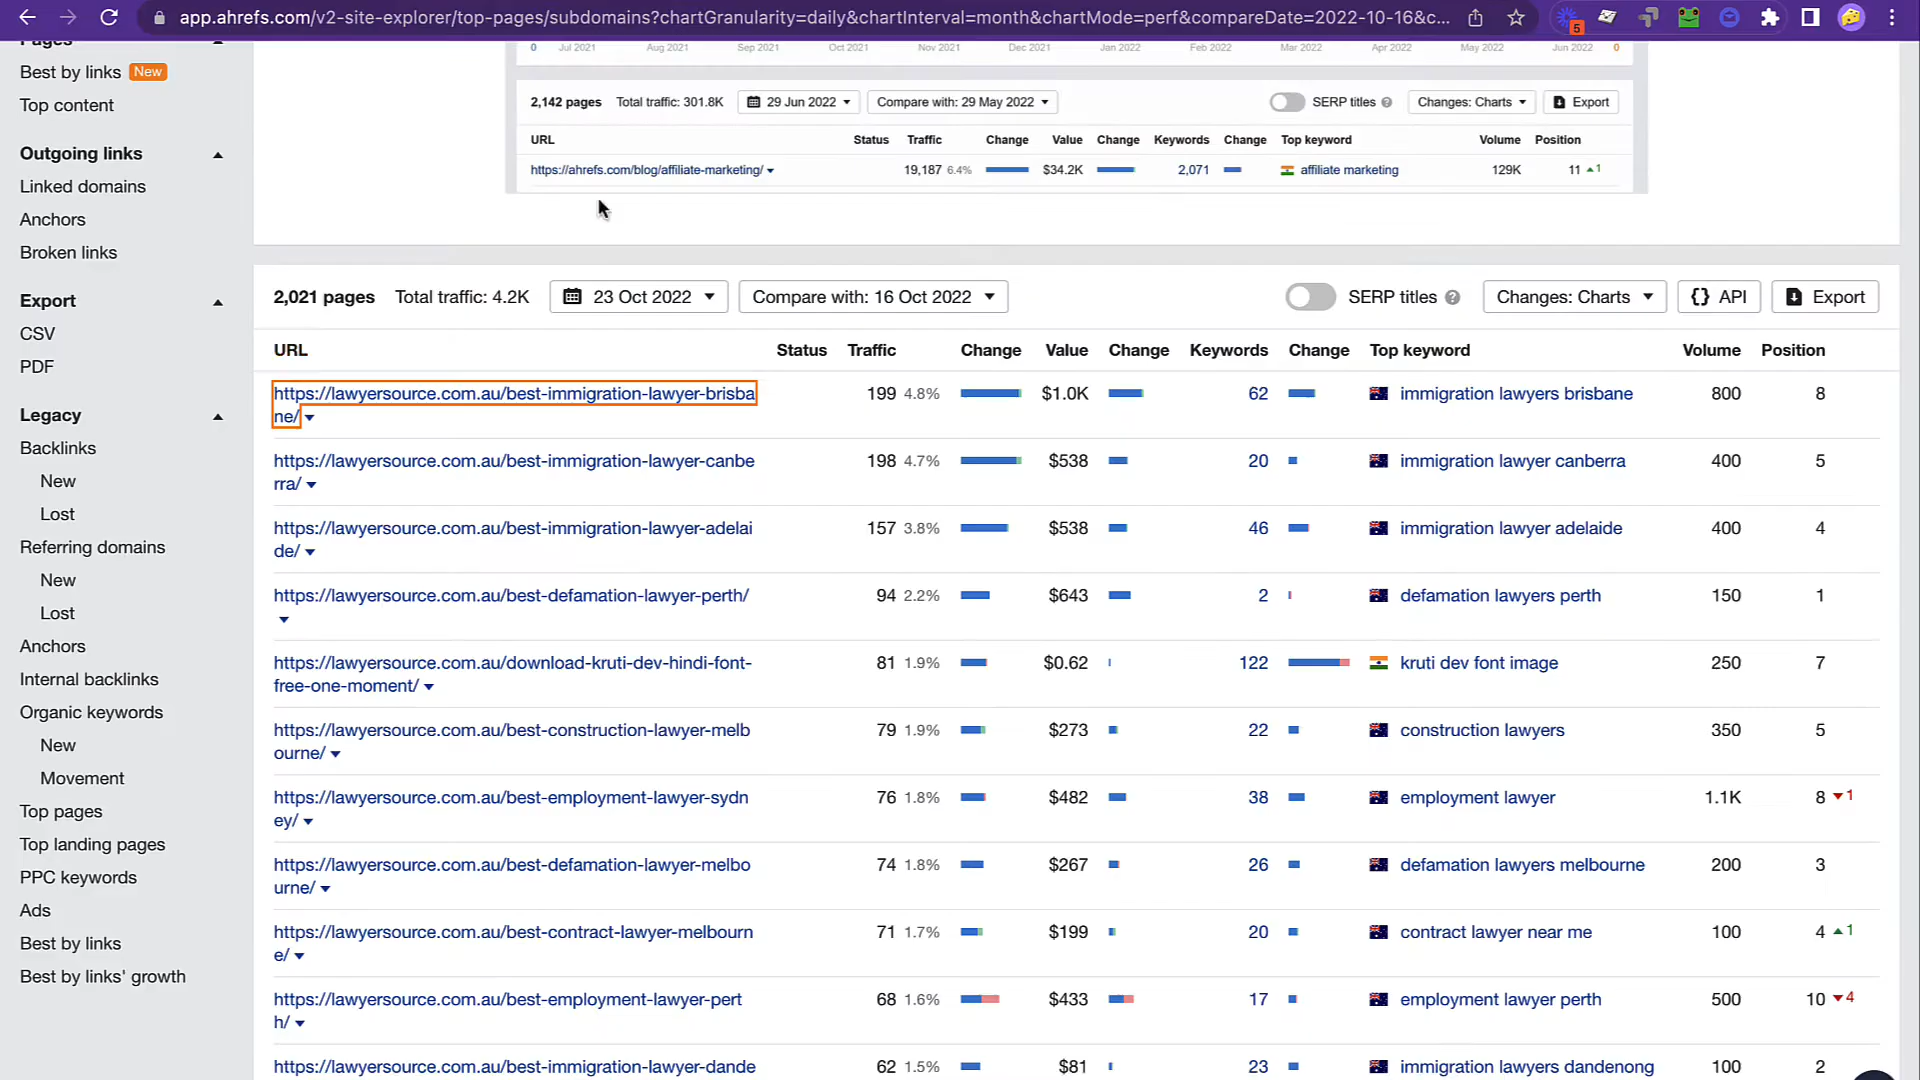 app.ahrefs.com/v2-site-explorer/top-pages/subdomains?chartGranularity=daily&chartInterval=month&chartMode=perf&compareDate=2022-10-16&c...
5
Pages
Best by links New
Top content
Outgoing links
Linked domains
Anchors
Broken links
Export
CSV
PDF
Legacy
Backlinks
New
Lost
Referring domains
New
Lost
Anchors
Internal backlinks
Organic keywords
New
Movement
Top pages
Top landing pages
PPC keywords
Ads
Best by links
Best by links' growth
0 Jul 2021 Aug 2021 Sep 2021 Oct 2021 Nov 2021 Dec 2021 Jan 2022 Feb 2022 Mar 2022 Apr 2022 May 2022 Jun 2022 0
2,142 pages Total traffic: 301.8K 29 Jun 2022 Compare with: 29 May 2022 SERP titles ? Changes: Charts Export
URL Status Traffic Change Value Change Keywords Change Top keyword Volume Position
https://ahrefs.com/blog/affiliate-marketing/ 19,187 6.4% $34.2K 2,071 affiliate marketing 129K 11 1
2,021 pages Total traffic: 4.2K 23 Oct 2022 Compare with: 16 Oct 2022 SERP titles ? Changes: Charts {} API Export
URL Status Traffic Change Value Change Keywords Change Top keyword Volume Position
https://lawyersource.com.au/best-immigration-lawyer-brisba 199 4.8% $1.0K 62 immigration lawyers brisbane 800 8
ne/
https://lawyersource.com.au/best-immigration-lawyer-canbe 198 4.7% $538 20 immigration lawyer canberra 400 5
rra/
https://lawyersource.com.au/best-immigration-lawyer-adelai 157 3.8% $538 46 immigration lawyer adelaide 400 4
de/
https://lawyersource.com.au/best-defamation-lawyer-perth/ 94 2.2% $643 2 defamation lawyers perth 150 1
https://lawyersource.com.au/download-kruti-dev-hindi-font- 81 1.9% $0.62 122 kruti dev font image 250 7
free-one-moment/
https://lawyersource.com.au/best-construction-lawyer-melb 79 1.9% $273 22 construction lawyers 350 5
ourne/
https://lawyersource.com.au/best-employment-lawyer-sydn 76 1.8% $482 38 employment lawyer 1.1K 8 1
ey/
https://lawyersource.com.au/best-defamation-lawyer-melbo 74 1.8% $267 26 defamation lawyers melbourne 200 3
urne/
https://lawyersource.com.au/best-contract-lawyer-melbourn 71 1.7% $199 20 contract lawyer near me 100 4 1
e/
https://lawyersource.com.au/best-employment-lawyer-pert 68 1.6% $433 17 employment lawyer perth 500 10 4
h/
https://lawyersource.com.au/best-immigration-lawyer-dande 62 1.5% $81 23 immigration lawyers dandenong 100 2